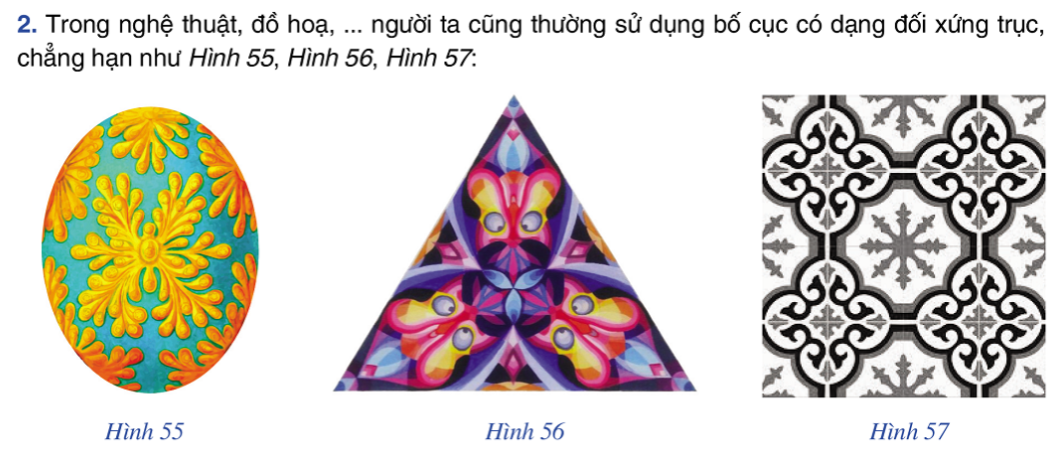 2. Trong nghệ thuật, đồ hoạ, ... người ta cũng thường sử dụng bố cục có dạng đối xứng trục,
chẳng hạn như Hình 55, Hình 56, Hình 57:
Hình 55
Hình 56
Hình 57